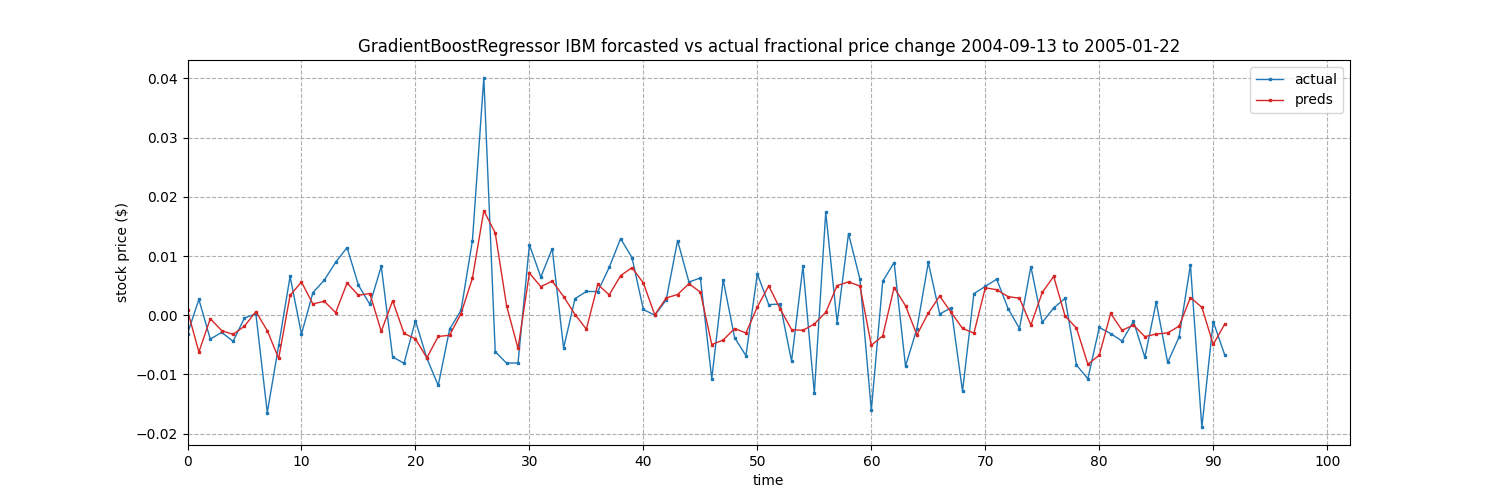 GradientBoostRegressor IBM forcasted vs actual fractional price change 2004-09-13 to 2005-01-22
actual
preds
0.04
0.03
0.02
0.01
0.00
−0.01
−0.02
stock price ($)
0 10 20 30 40 50 60 70 80 90 100
time